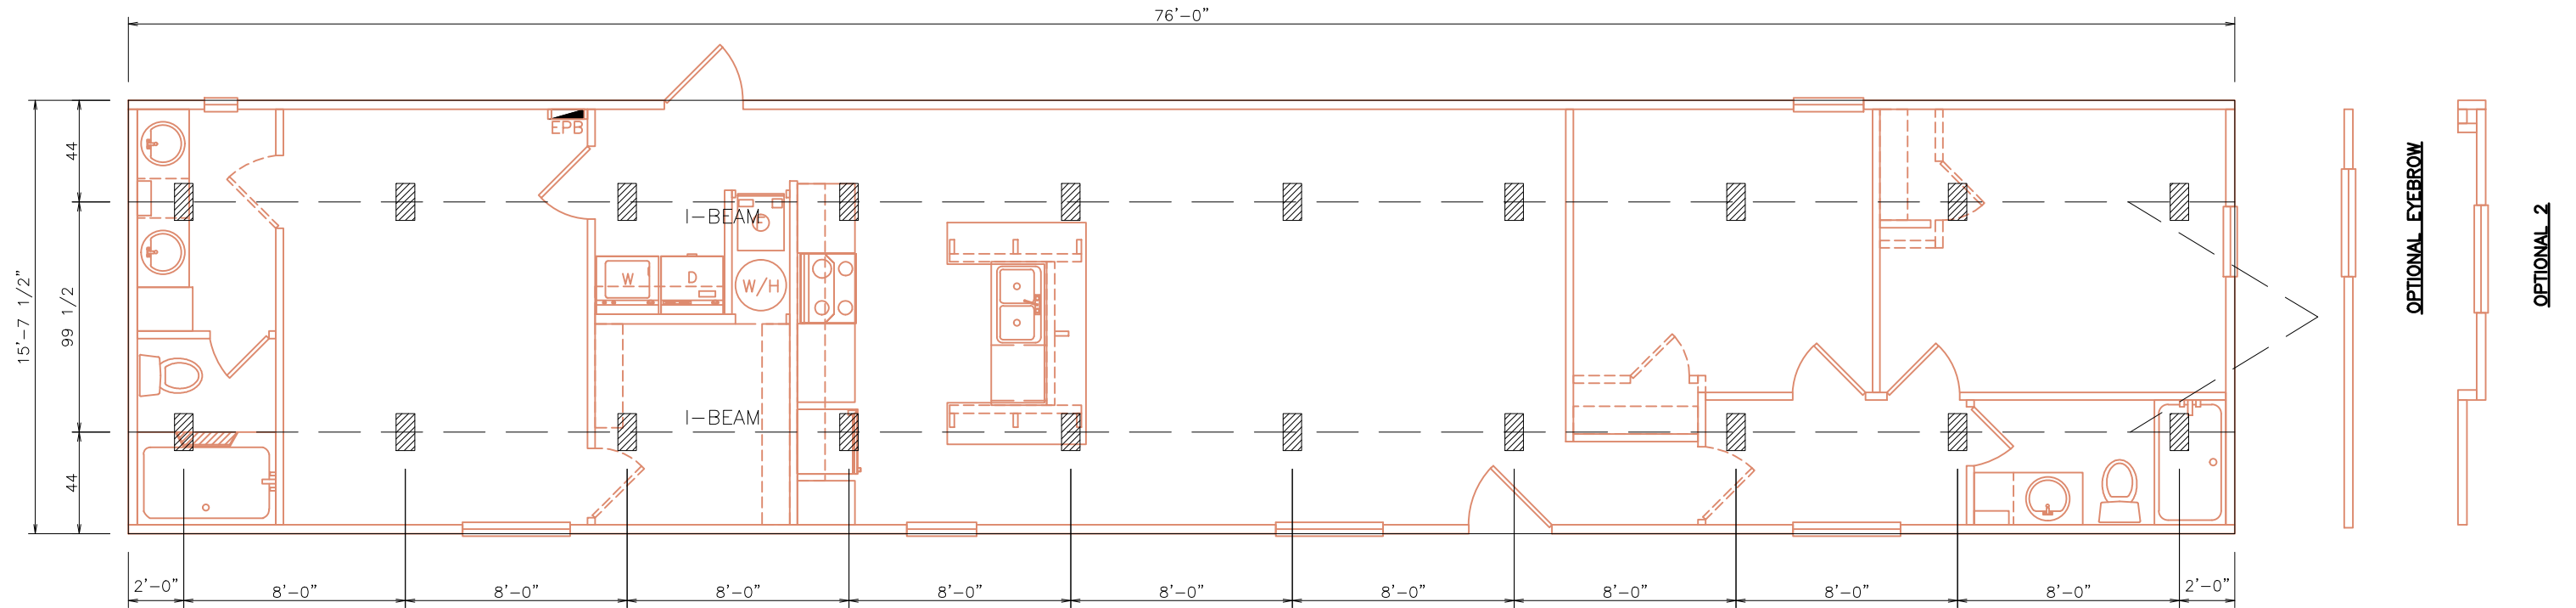 76'-0"
44
EPB
I-BEAM
W
D
W/H
15'-7 1/2"
99 1/2
I-BEAM
44
2'-0"
8'-0"
8'-0"
8'-0"
8'-0"
8'-0"
8'-0"
8'-0"
8'-0"
8'-0"
2'-0"
OPTIONAL EYEBROW
OPTIONAL 2